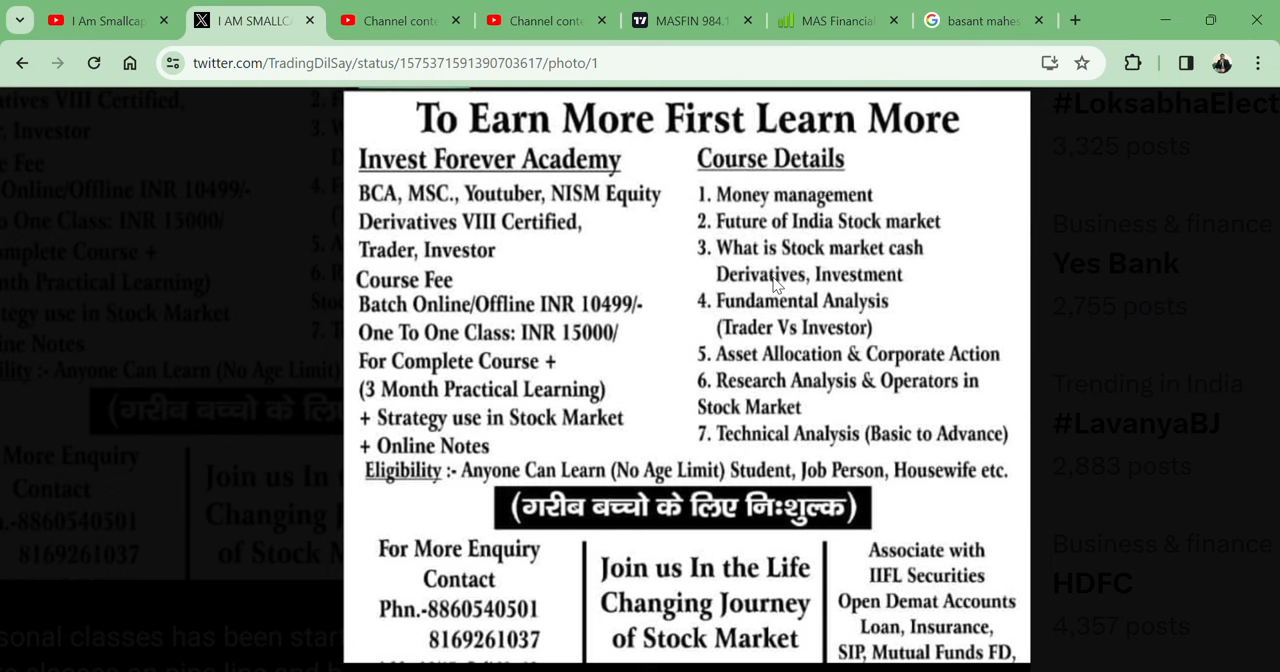 I Am Smallcap
I AM SMALLCA
Channel conte
Channel conte
MASFIN 984.1
MAS Financial
basant mahes
twitter.com/TradingDilSay/status/1575371591390703617/photo/1
To Earn More First Learn More
Invest Forever Academy
BCA, MSC., Youtuber, NISM Equity
Derivatives VIII Certified,
Trader, Investor
Course Fee
Batch Online/Offline INR 10499/-
One To One Class: INR 15000/
For Complete Course +
(3 Month Practical Learning)
+ Strategy use in Stock Market
+ Online Notes
Course Details
1. Money management
2. Future of India Stock market
3. What is Stock market cash
Derivatives, Investment
4. Fundamental Analysis
(Trader Vs Investor)
5. Asset Allocation & Corporate Action
6. Research Analysis & Operators in
Stock Market
7. Technical Analysis (Basic to Advance)
Eligibility :- Anyone Can Learn (No Age Limit) Student, Job Person, Housewife etc.
(गरीब बच्चो के लिए निःशुल्क)
For More Enquiry
Contact
Phn.-8860540501
8169261037
Join us In the Life
Changing Journey
of Stock Market
Associate with
IIFL Securities
Open Demat Accounts
Loan, Insurance,
SIP, Mutual Funds FD,
#LoksabhaElect
3,325 posts
Business & finance
Yes Bank
2,755 posts
Trending in India
#LavanyaBJ
2,883 posts
Business & finance
HDFC
4,357 posts